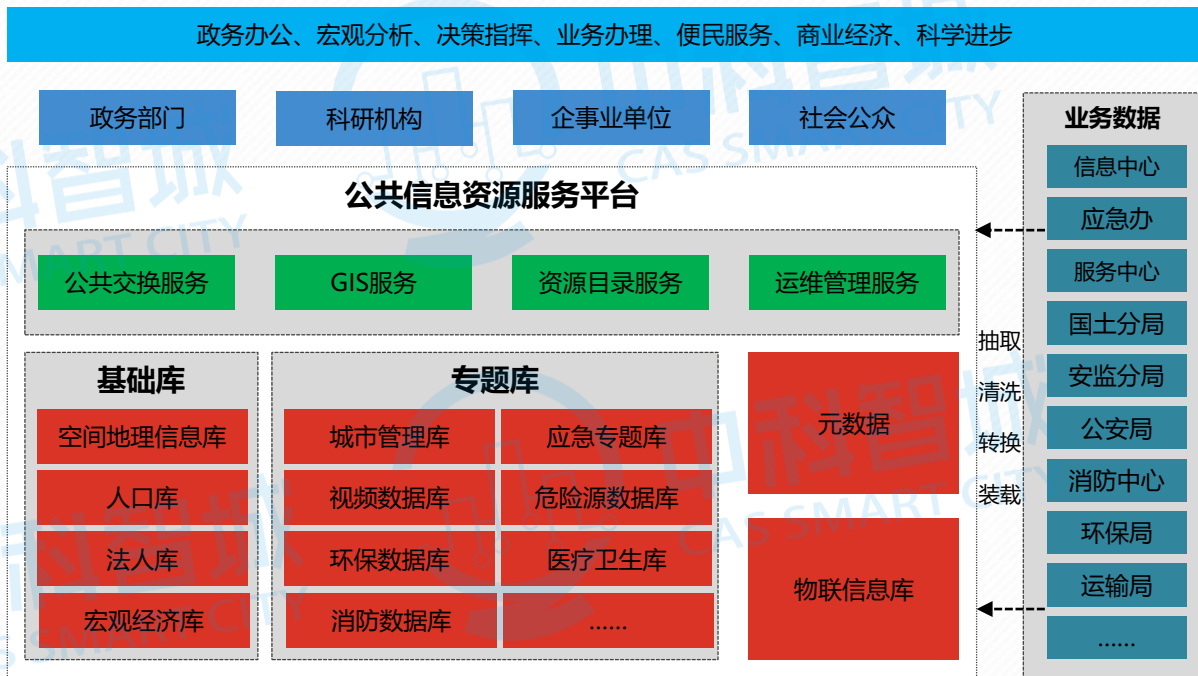 政务办公、宏观分析、决策指挥、业务办理、便民服务、商业经济、科学进步
政务部门
科研机构
企事业单位
社会公众
公共信息资源服务平台
公共交换服务
GIS服务
资源目录服务
运维管理服务
基础库
空间地理信息库
人口库
法人库
宏观经济库
专题库
城市管理库
应急专题库
视频数据库
危险源数据库
环保数据库
医疗卫生库
消防数据库
......
元数据
物联信息库
抽取
清洗
转换
装载
业务数据
信息中心
应急办
服务中心
国土分局
安监分局
公安局
消防中心
环保局
运输局
......
中科智城
CAS SMART CITY